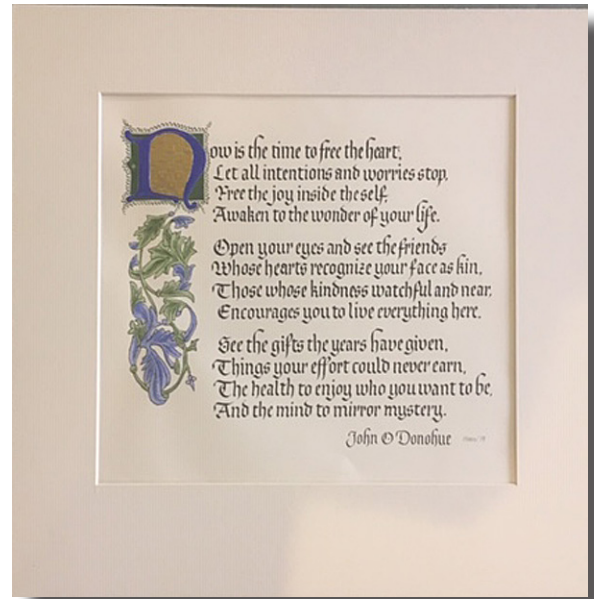 Now is the time to free the heart,
Let all intentions and worries stop,
Free the joy inside the self,
Awaken to the wonder of your life.
Open your eyes and see the friends
Whose hearts recognize your face as kin,
Those whose kindness watchful and near,
Encourages you to live everything here.
See the gifts the years have given,
Things your effort could never earn,
The health to enjoy who you want to be,
And the mind to mirror mystery.
John O Donohue